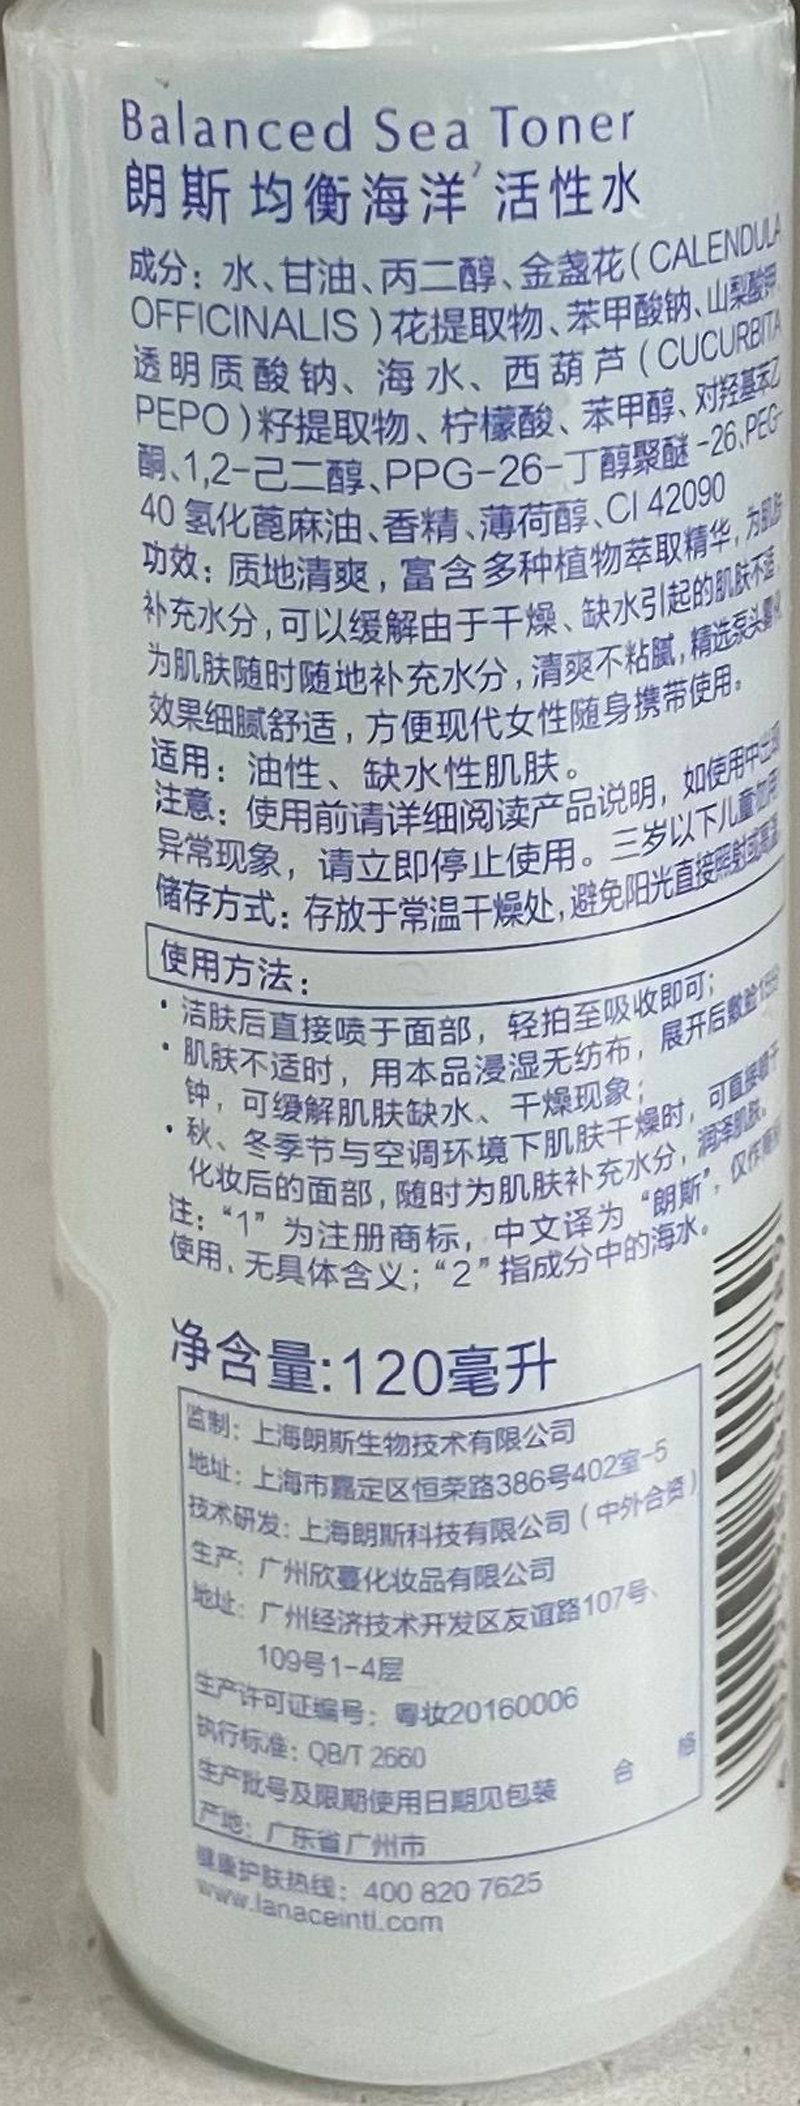 Balanced Sea Toner
朗斯 均衡海洋²活性水
成分：水、甘油、丙二醇、金盏花(CALENDULA
OFFICINALIS)花提取物、苯甲酸钠、山梨酸钾、
透明质酸钠、海水、西葫芦(CUCURBITA
PEPO)籽提取物、柠檬酸、苯甲醇、对羟基苯乙
酮、1,2-己二醇、PPG-26-丁醇聚醚-26、PEG-
40氢化蓖麻油、香精、薄荷醇、CI 42090
功效：质地清爽，富含多种植物萃取精华，为肌肤
补充水分，可以缓解由于干燥、缺水引起的肌肤不适，
为肌肤随时随地补充水分，清爽不粘腻，精选泵头
效果细腻舒适，方便现代女性随身携带使用。
适用：油性、缺水性肌肤。
注意：使用前请详细阅读产品说明，如使用中出现
异常现象，请立即停止使用。三岁以下儿童勿用
储存方式：存放于常温干燥处，避免阳光直接照射或高温
使用方法：
·洁肤后直接喷于面部，轻拍至吸收即可；
·肌肤不适时，用本品浸湿无纺布，展开后敷脸15分
钟，可缓解肌肤缺水、干燥现象；
·秋、冬季节与空调环境下肌肤干燥时，可直接喷于
化妆后的面部，随时为肌肤补充水分，润泽肌肤。
注：“1”为注册商标，中文译为“朗斯”，仅作商标
使用，无具体含义；“2”指成分中的海水。
净含量:120毫升
监制：上海朗斯生物技术有限公司
地址：上海市嘉定区恒荣路386号402室-5
技术研发：上海朗斯科技有限公司（中外合资）
生产：广州欣蔓化妆品有限公司
地址：广州经济技术开发区友谊路107号、
109号1-4层
生产许可证编号：粤妆20160006
执行标准：QB/T 2660
生产批号及限期使用日期见包装 合 格
产地：广东省广州市
健康护肤热线：400 820 7625
www.lanaceintl.com